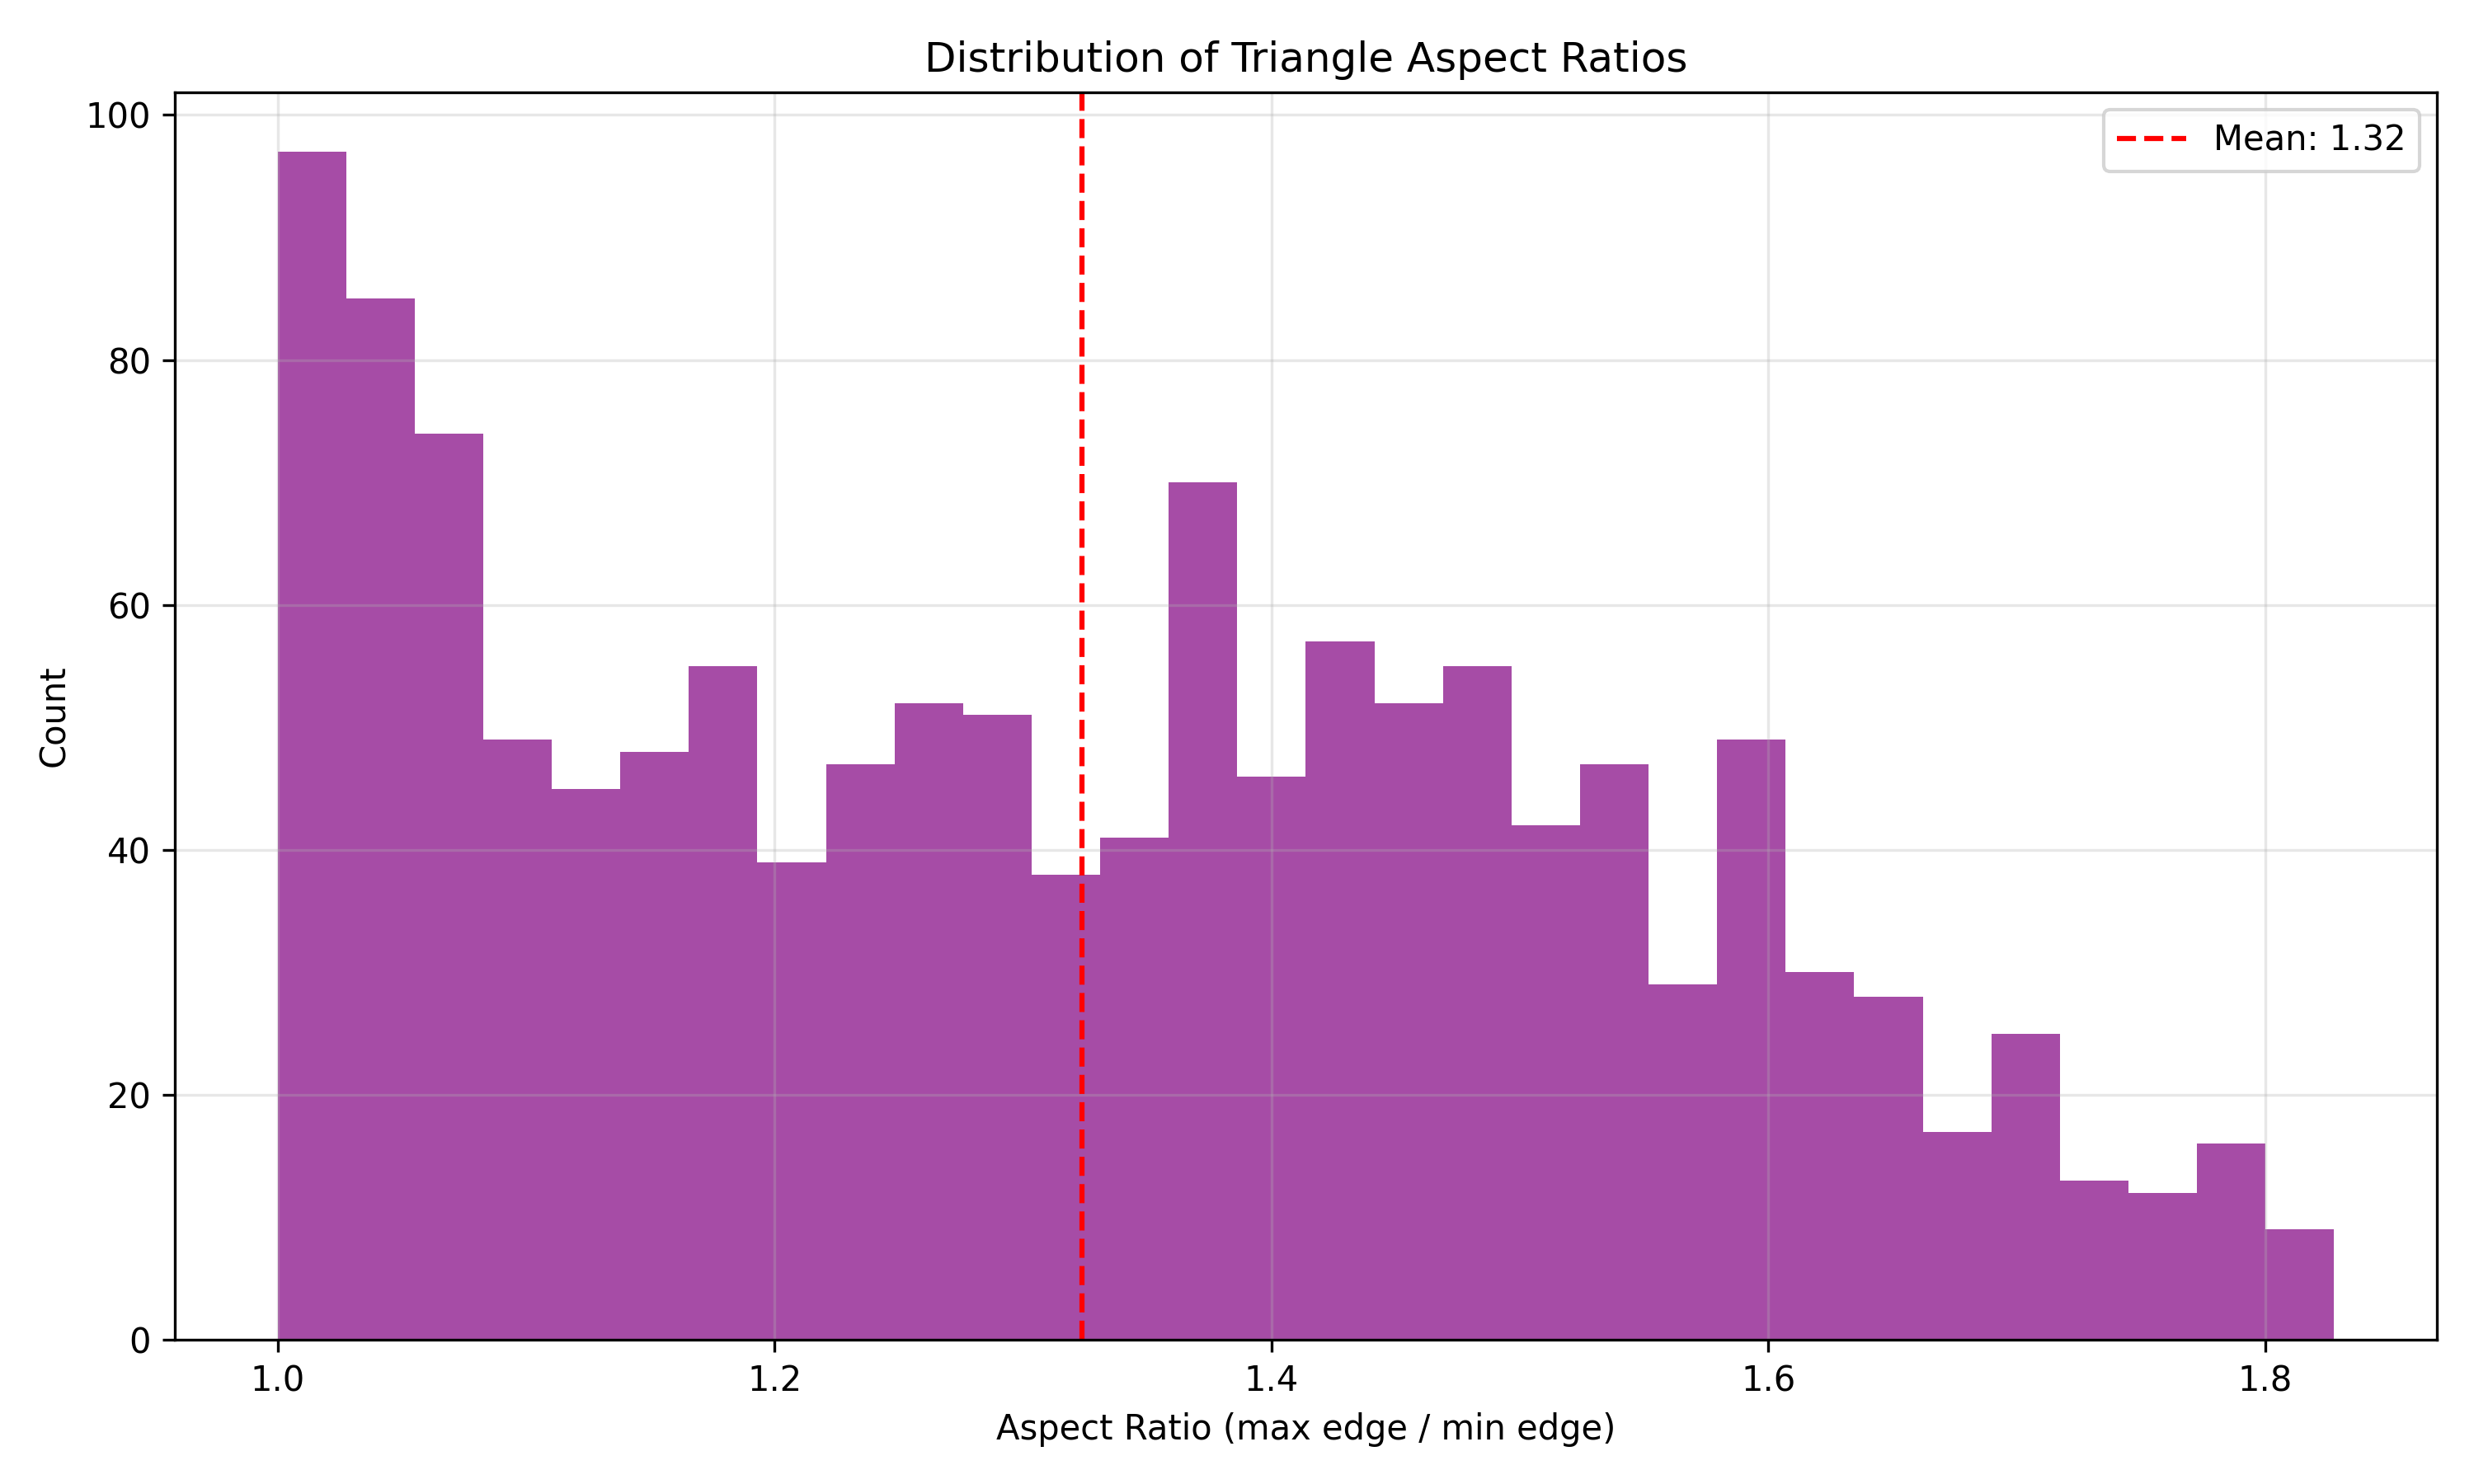 Distribution of Triangle Aspect Ratios
Mean: 1.32
Count
100
80
60
40
20
0
1.0 1.2 1.4 1.6 1.8
Aspect Ratio (max edge / min edge)